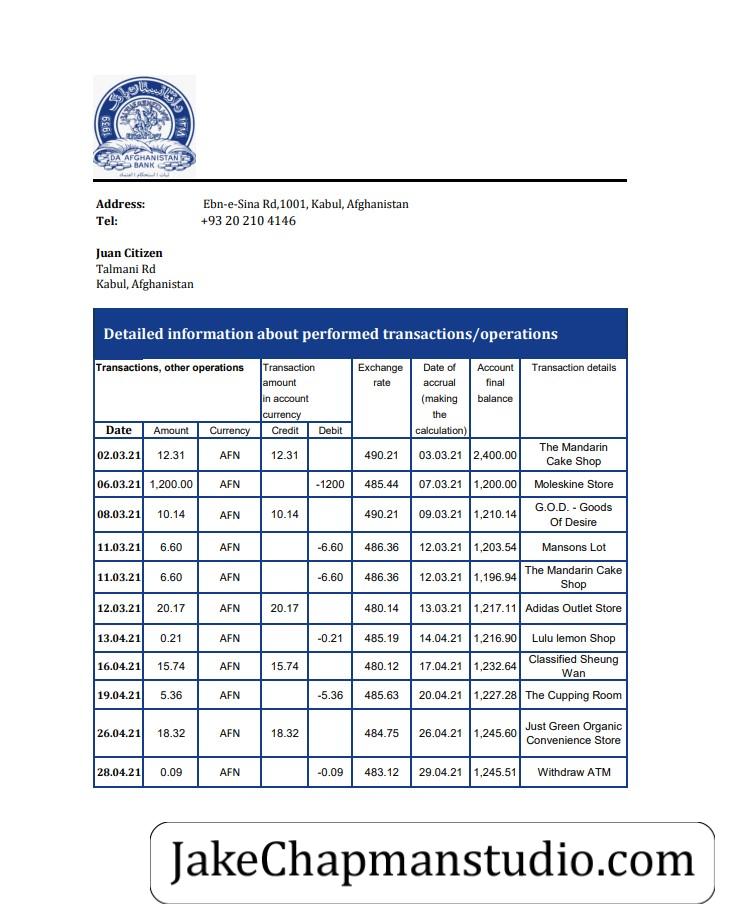 د افغانستان بانک
1939
DA AFGHANISTAN
BANK
Address: Ebn-e-Sina Rd,1001, Kabul, Afghanistan
Tel: +93 20 210 4146
Juan Citizen
Talmani Rd
Kabul, Afghanistan
Detailed information about performed transactions/operations
Transactions, other operations
Transaction
amount
in account
currency
Exchange
rate
Date of
accrual
(making
the
calculation)
Account
final
balance
Transaction details
Date Amount Currency Credit Debit
02.03.21 12.31 AFN 12.31 490.21 03.03.21 2,400.00 The Mandarin
Cake Shop
06.03.21 1,200.00 AFN -1200 485.44 07.03.21 1,200.00 Moleskine Store
08.03.21 10.14 AFN 10.14 490.21 09.03.21 1,210.14 G.O.D. - Goods
Of Desire
11.03.21 6.60 AFN -6.60 486.36 12.03.21 1,203.54 Mansons Lot
11.03.21 6.60 AFN -6.60 486.36 12.03.21 1,196.94 The Mandarin Cake
Shop
12.03.21 20.17 AFN 20.17 480.14 13.03.21 1,217.11 Adidas Outlet Store
13.04.21 0.21 AFN -0.21 485.19 14.04.21 1,216.90 Lulu lemon Shop
16.04.21 15.74 AFN 15.74 480.12 17.04.21 1,232.64 Classified Sheung
Wan
19.04.21 5.36 AFN -5.36 485.63 20.04.21 1,227.28 The Cupping Room
26.04.21 18.32 AFN 18.32 484.75 26.04.21 1,245.60 Just Green Organic
Convenience Store
28.04.21 0.09 AFN -0.09 483.12 29.04.21 1,245.51 Withdraw ATM
JakeChapmanstudio.com